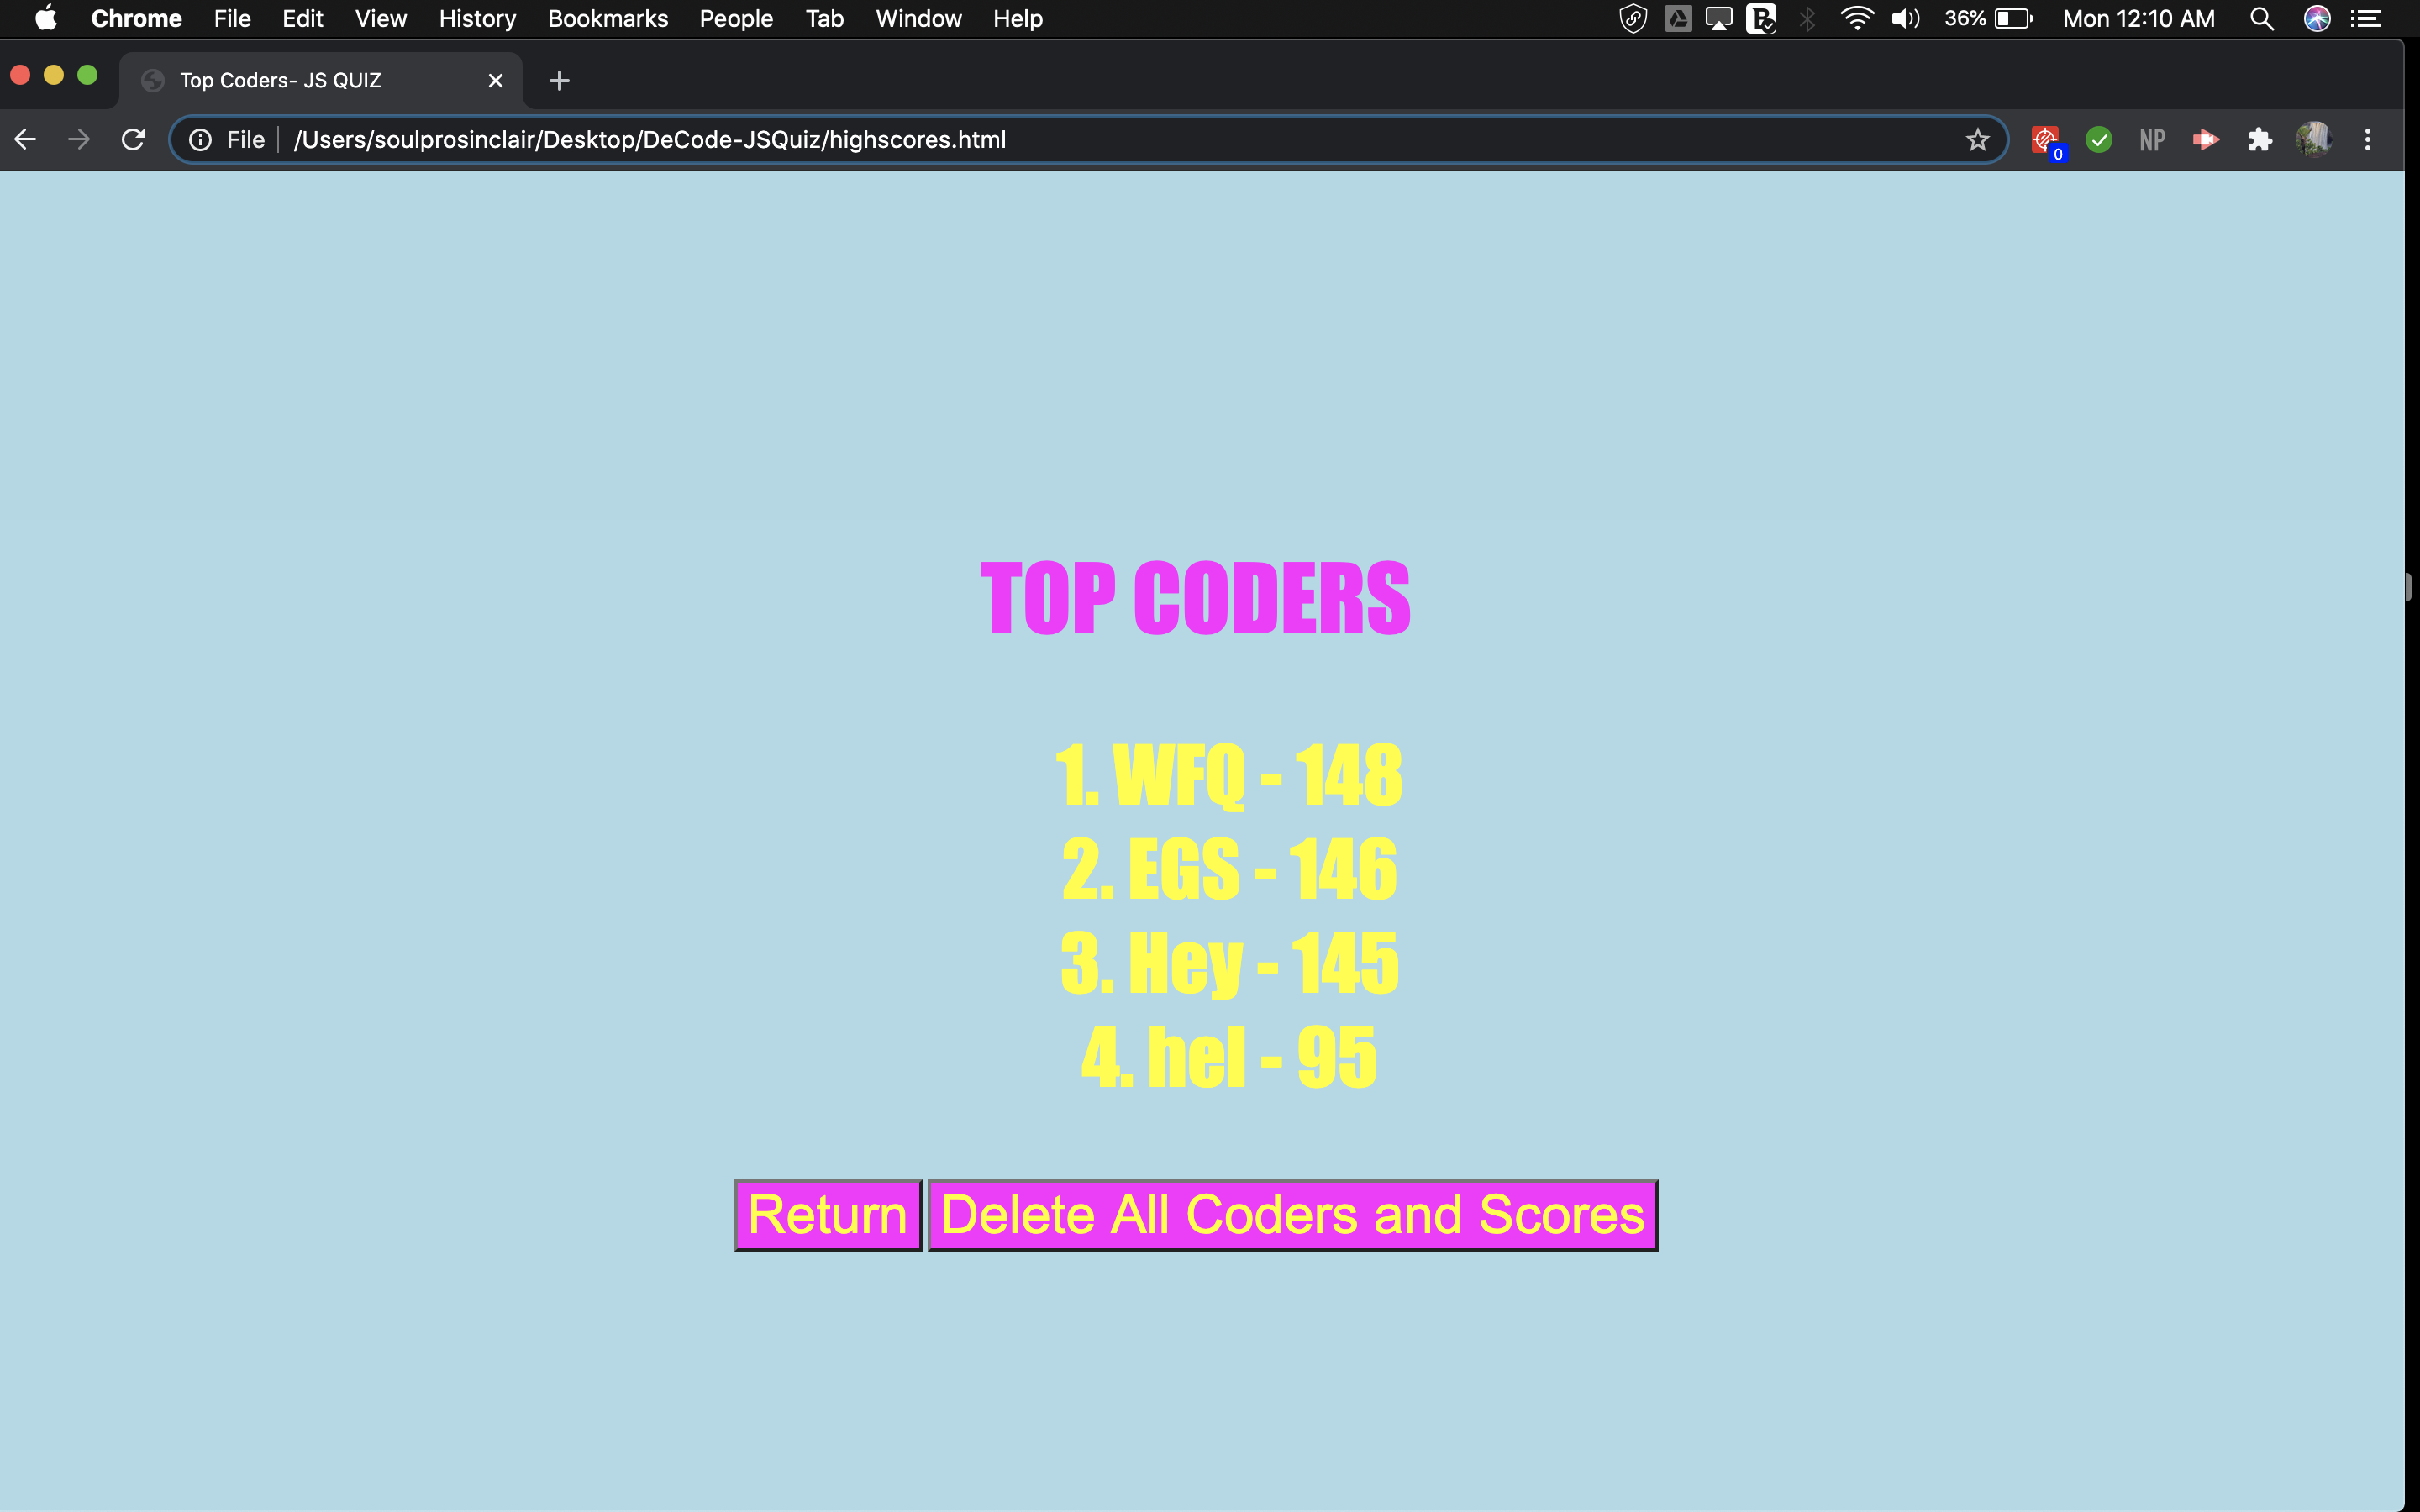 Chrome File Edit View History Bookmarks People Tab Window Help 36% Mon 12:10 AM
Top Coders- JS QUIZ
File /Users/soulprosinclair/Desktop/DeCode-JSQuiz/highscores.html 0 NP
TOP CODERS
1. WFQ - 148
2. EGS - 146
3. Hey - 145
4. hel - 95
Return Delete All Coders and Scores